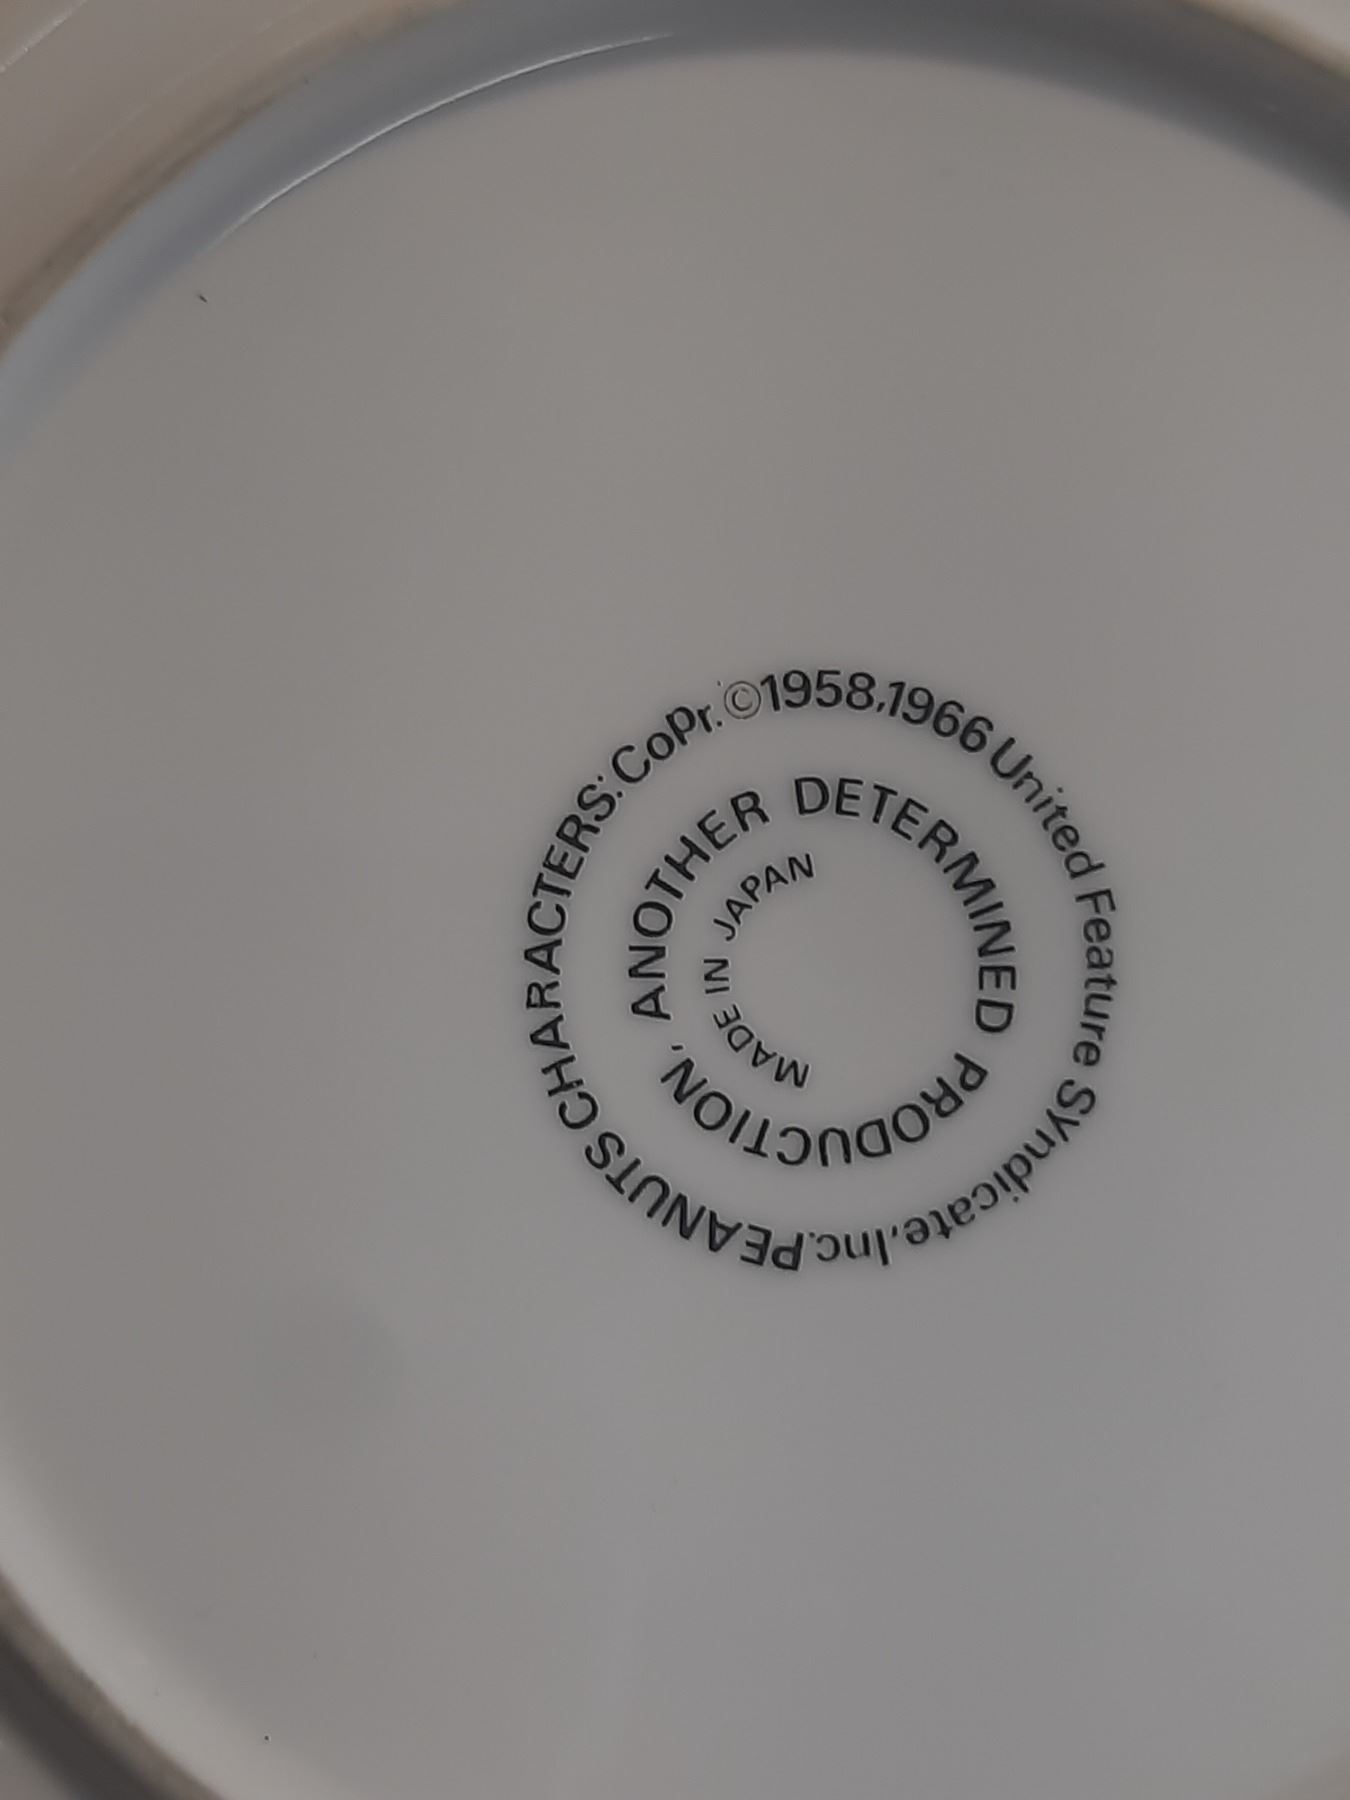 PEANUTS CHARACTERS: CoPr. ©1958,1966 United Feature Syndicate, Inc.
ANOTHER DETERMINED PRODUCTION,
MADE IN JAPAN